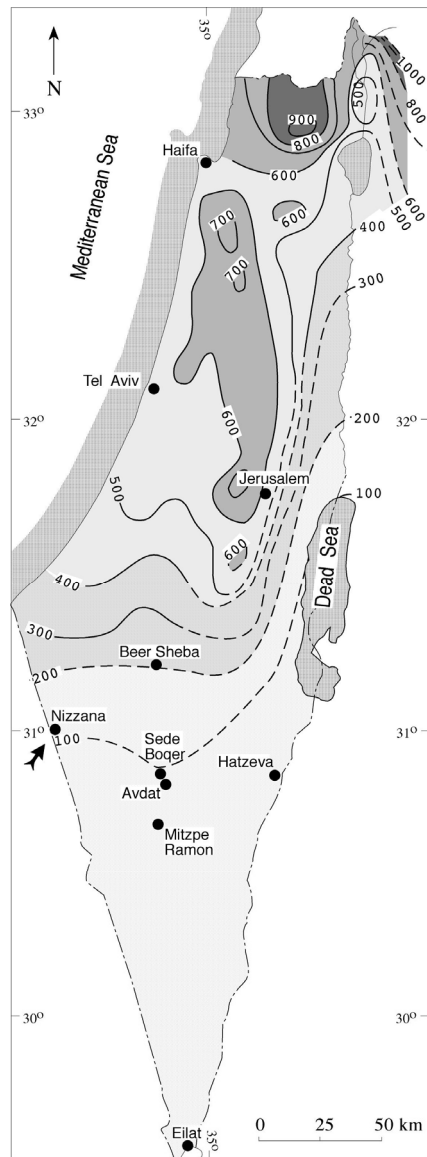 35°
N
33°
Mediterranean Sea
1000
800
500
900
800
Haifa
600
600
500
700
600
400
700
300
Tel Aviv
32°
200
32°
600
Jerusalem
500
100
600
Dead Sea
400
300
Beer Sheba
200
Nizzana
31°
100
31°
Sede
Boqer
Hatzeva
Avdat
Mitzpe
Ramon
30°
30°
0 25 50 km
Eilat
35°